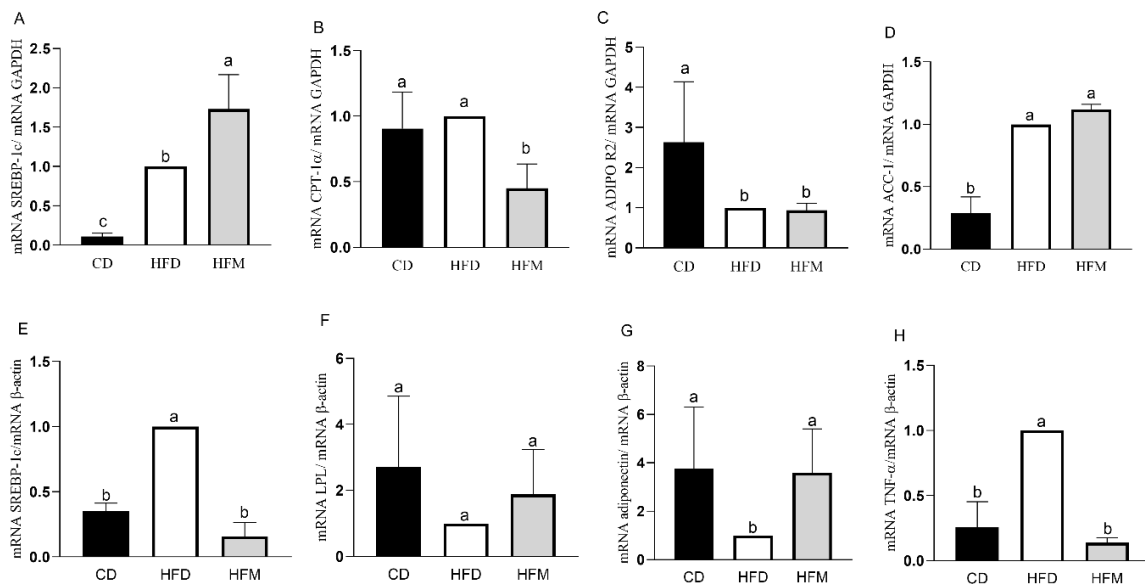 A
mRNA SREBP-1c/ mRNA GAPDH
2.5
2.0
1.5
1.0
0.5
0.0
c
b
a
CD
HFD
HFM
B
mRNA CPT-1α/ mRNA GAPDH
1.5
1.0
0.5
0.0
a
a
b
CD
HFD
HFM
C
mRNA ADIPO R2/ mRNA GAPDH
5
4
3
2
1
0
a
b
b
CD
HFD
HFM
D
mRNA ACC-1/ mRNA GAPDH
1.5
1.0
0.5
0.0
b
a
a
CD
HFD
HFM
E
mRNA SREBP-1c/mRNA β-actin
1.5
1.0
0.5
0.0
b
a
b
CD
HFD
HFM
F
mRNA LPL/ mRNA β-actin
6
4
2
0
a
a
a
CD
HFD
HFM
G
mRNA adiponectin/ mRNA β-actin
8
6
4
2
0
a
b
a
CD
HFD
HFM
H
mRNA TNF-α/mRNA β-actin
1.5
1.0
0.5
0.0
b
a
b
CD
HFD
HFM